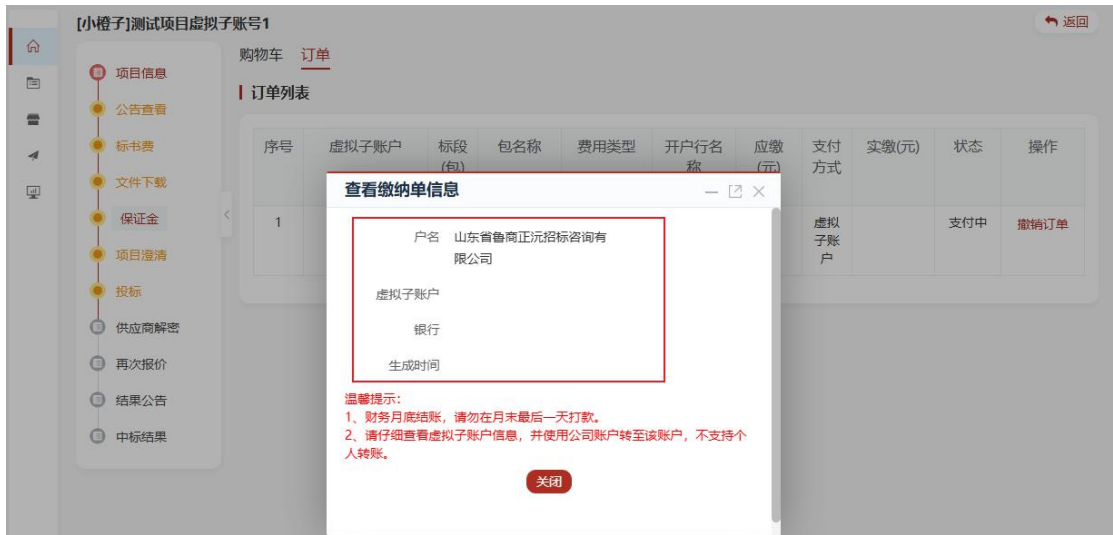 [小橙子]测试项目虚拟子账号1
返回
项目信息
公告查看
标书费
文件下载
保证金
项目澄清
投标
供应商解密
再次报价
结果公告
中标结果
购物车 订单
订单列表
序号 虚拟子账户 标段 包名称 费用类型 开户行名 应缴 支付 实缴(元) 状态 操作
(包) 称 (元) 方式
1 虚拟 支付中 撤销订单
子账
户
查看缴纳单信息
户名 山东省鲁商正沅招标咨询有
限公司
虚拟子账户
银行
生成时间
温馨提示：
1、财务月底结账，请勿在月末最后一天打款。
2、请仔细查看虚拟子账户信息，并使用公司账户转至该账户，不支持个
人转账。
关闭